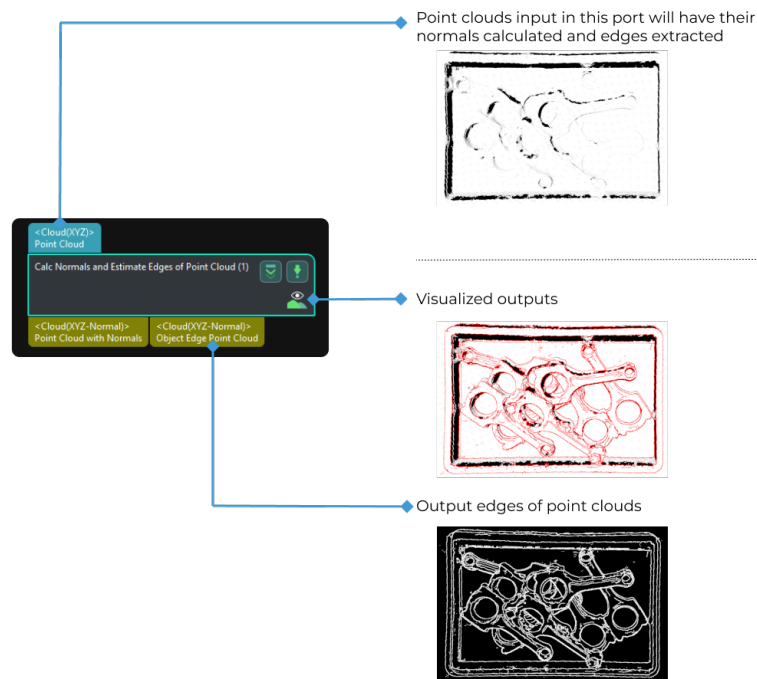 Point clouds input in this port will have their
normals calculated and edges extracted
<Cloud(XYZ)>
Point Cloud
Calc Normals and Estimate Edges of Point Cloud (1)
<Cloud(XYZ-Normal)>
Point Cloud with Normals
<Cloud(XYZ-Normal)>
Object Edge Point Cloud
Visualized outputs
Output edges of point clouds